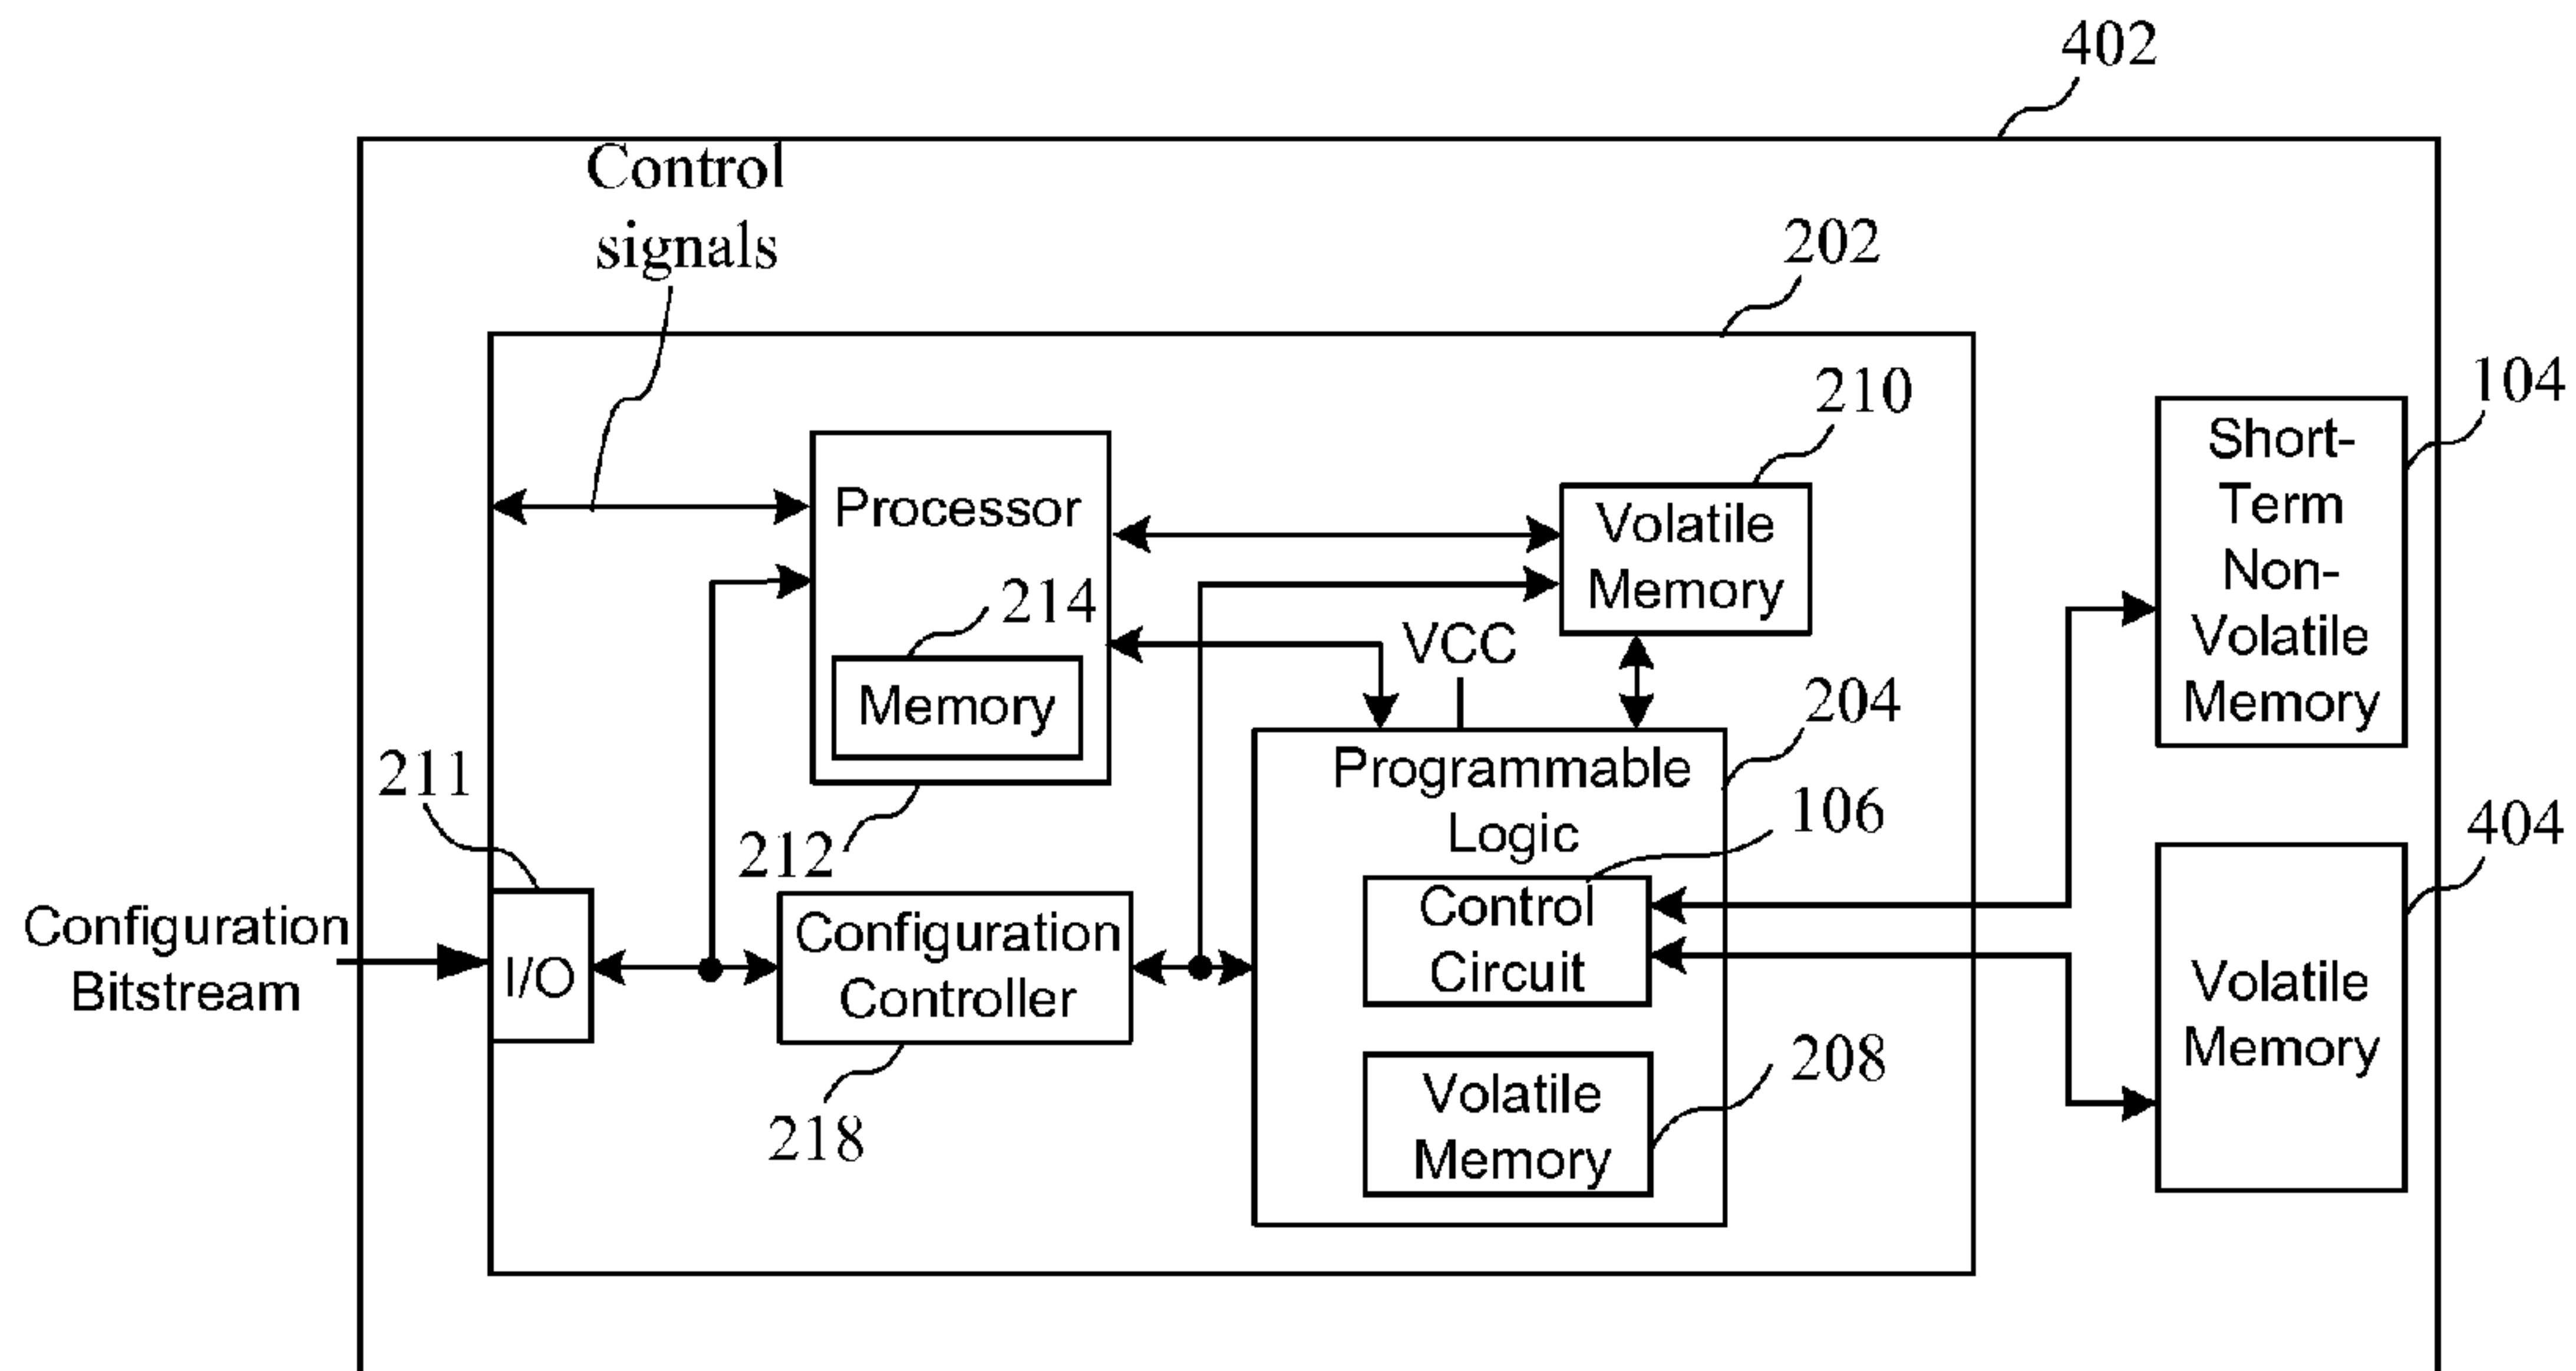 402
Control
signals
202
210
104
Short-
Term
Non-
Volatile
Memory
Processor
Volatile
Memory
214
Memory
VCC
204
211
212
Programmable
Logic
106
404
Configuration
Bitstream
I/O
Configuration
Controller
Control
Circuit
Volatile
Memory
218
Volatile
Memory
208